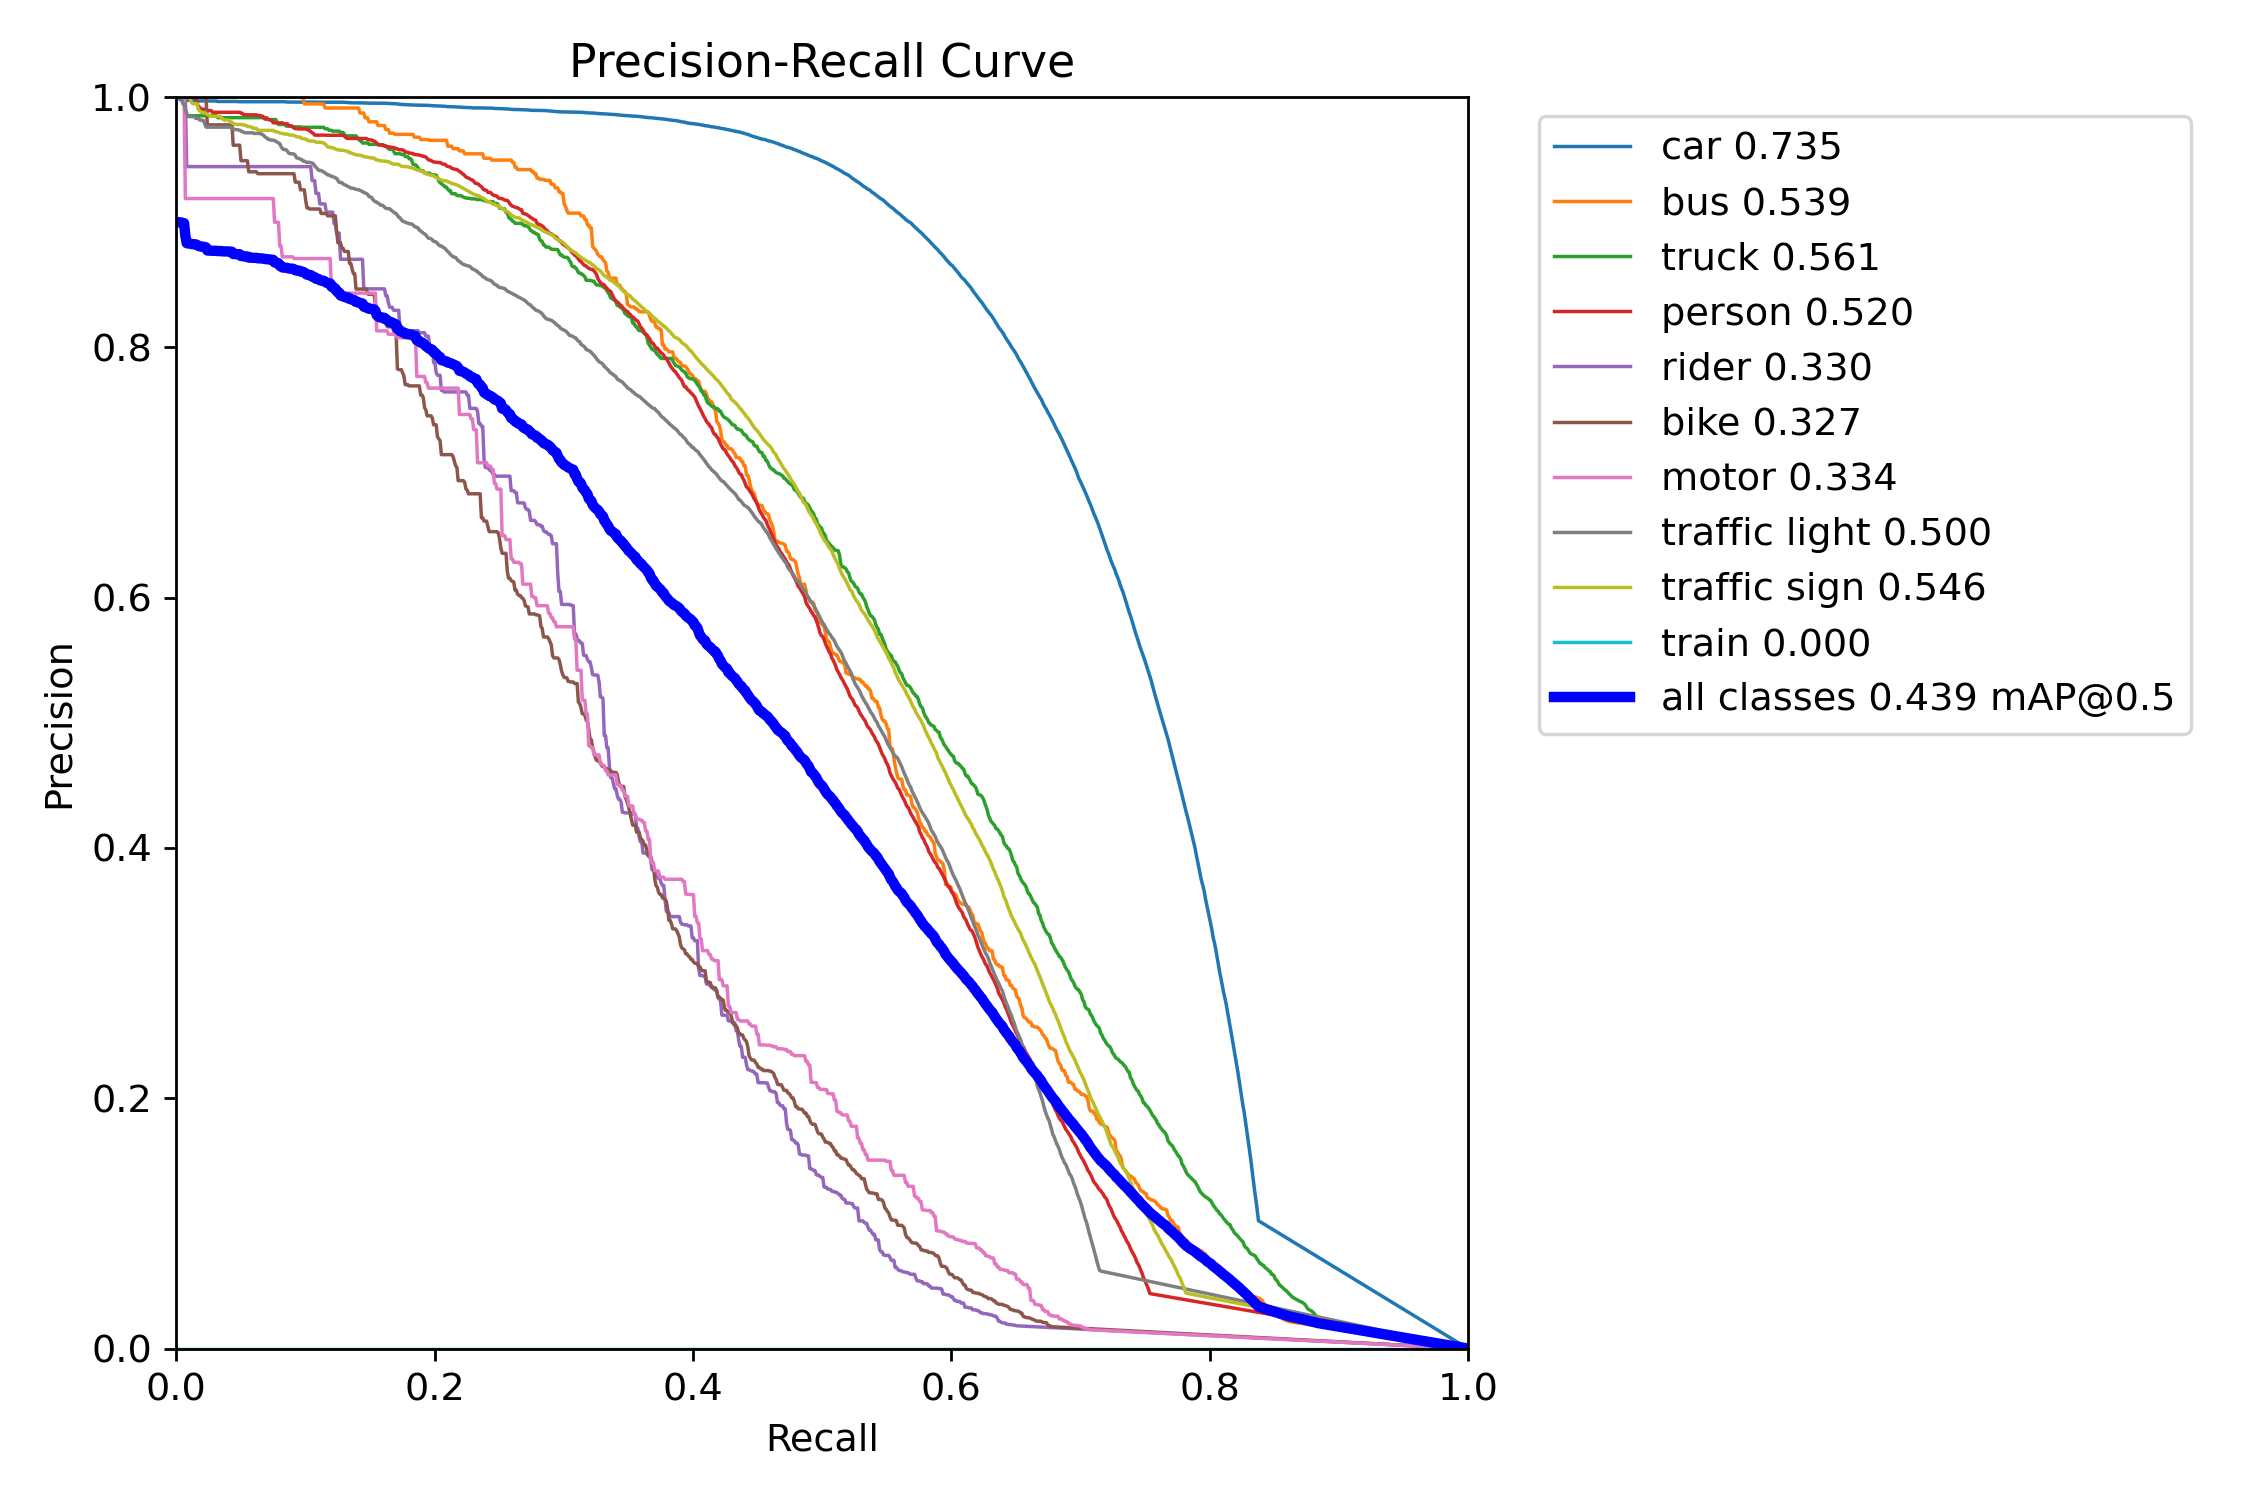 Precision-Recall Curve
1.0
0.8
0.6
0.4
0.2
0.0
Precision
0.0 0.2 0.4 0.6 0.8 1.0
Recall
car 0.735
bus 0.539
truck 0.561
person 0.520
rider 0.330
bike 0.327
motor 0.334
traffic light 0.500
traffic sign 0.546
train 0.000
all classes 0.439 mAP@0.5